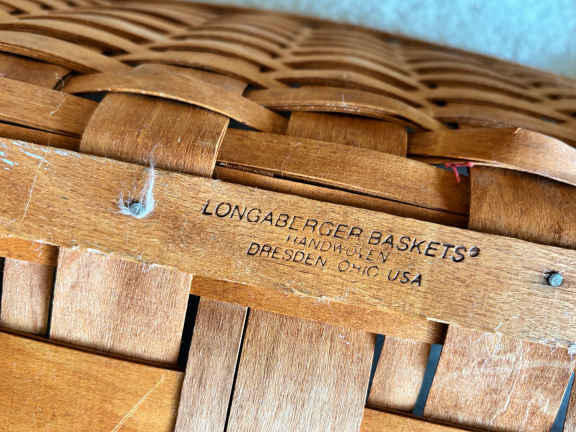 LONGABERGER BASKETS®
HANDWOVEN
DRESDEN, OHIO USA